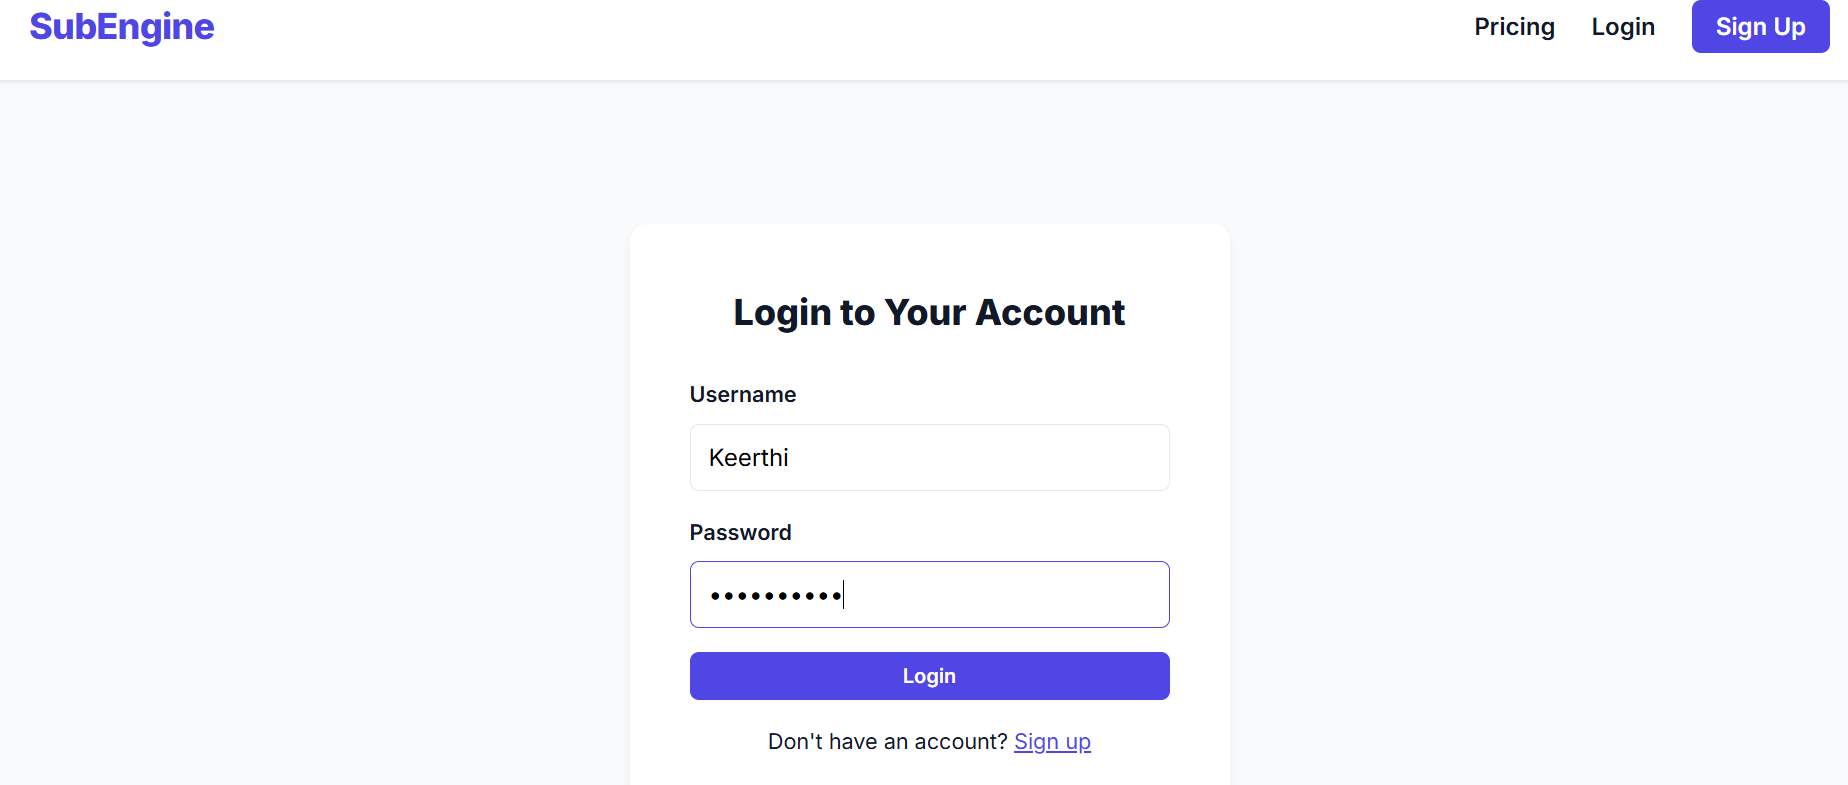 SubEngine
Pricing
Login
Sign Up
Login to Your Account
Username
Keerthi
Password
••••••••••
Login
Don't have an account? Sign up